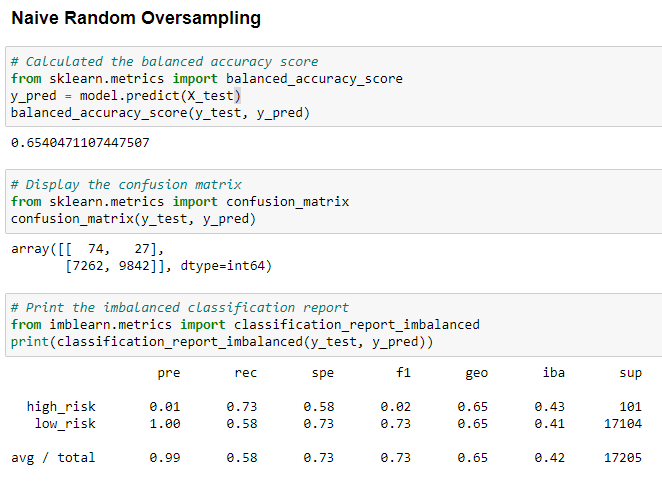 Naive Random Oversampling
# Calculated the balanced accuracy score
from sklearn.metrics import balanced_accuracy_score
y_pred = model.predict(X_test)
balanced_accuracy_score(y_test, y_pred)
0.6540471107447507
# Display the confusion matrix
from sklearn.metrics import confusion_matrix
confusion_matrix(y_test, y_pred)
array([[  74,   27],
       [7262, 9842]], dtype=int64)
# Print the imbalanced classification report
from imblearn.metrics import classification_report_imbalanced
print(classification_report_imbalanced(y_test, y_pred))
                   pre       rec       spe        f1       geo       iba       sup
  high_risk       0.01      0.73      0.58      0.02      0.65      0.43       101
   low_risk       1.00      0.58      0.73      0.73      0.65      0.41     17104
avg / total       0.99      0.58      0.73      0.73      0.65      0.42     17205